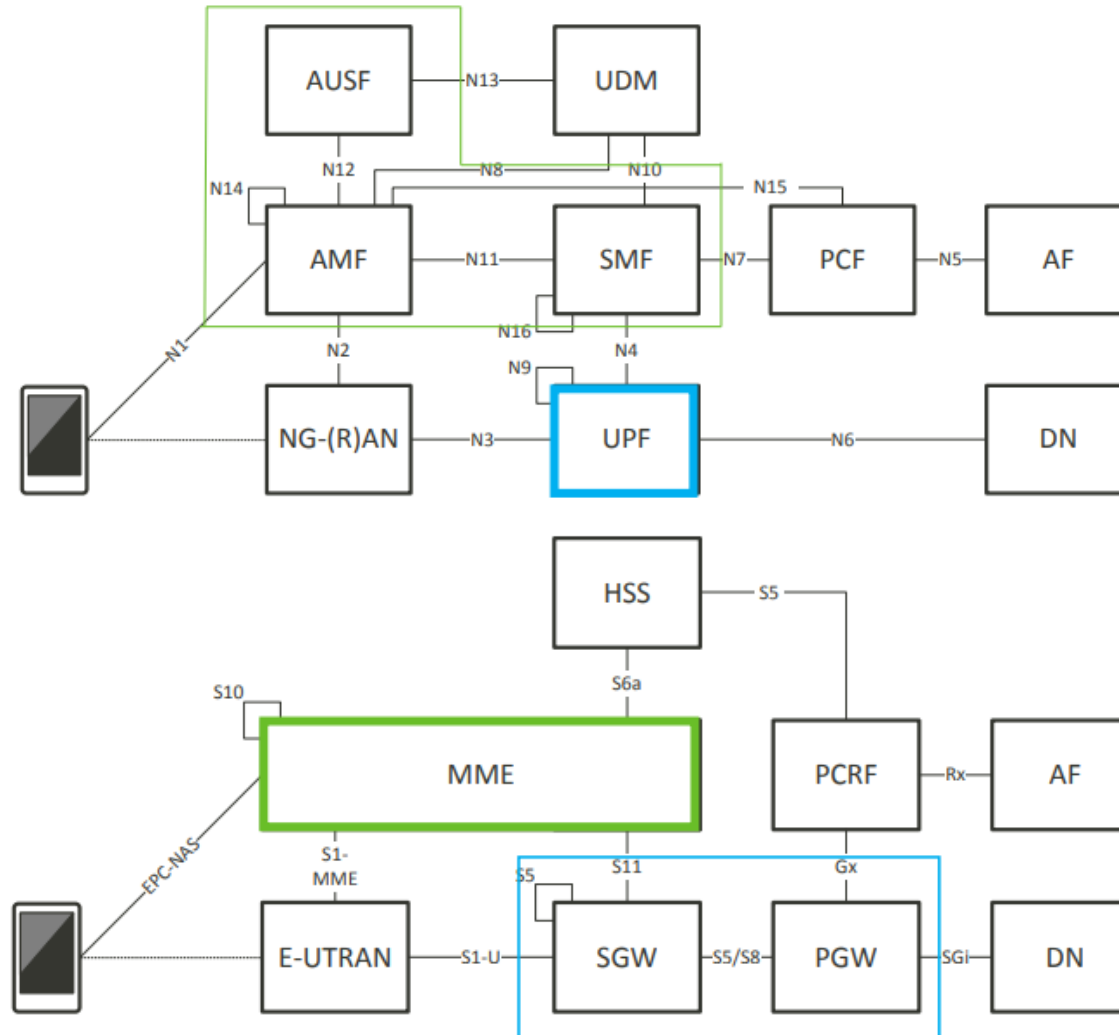 AUSF
N13
UDM
N12
N8
N10
N14
N15
AMF
N11
SMF
N7
PCF
N5
AF
N16
N1
N2
N4
N9
NG-(R)AN
N3
UPF
N6
DN
HSS
S5
S6a
S10
MME
PCRF
Rx
AF
EPC-NAS
S1-
MME
S11
Gx
S5
E-UTRAN
S1-U
SGW
S5/S8
PGW
SGi
DN